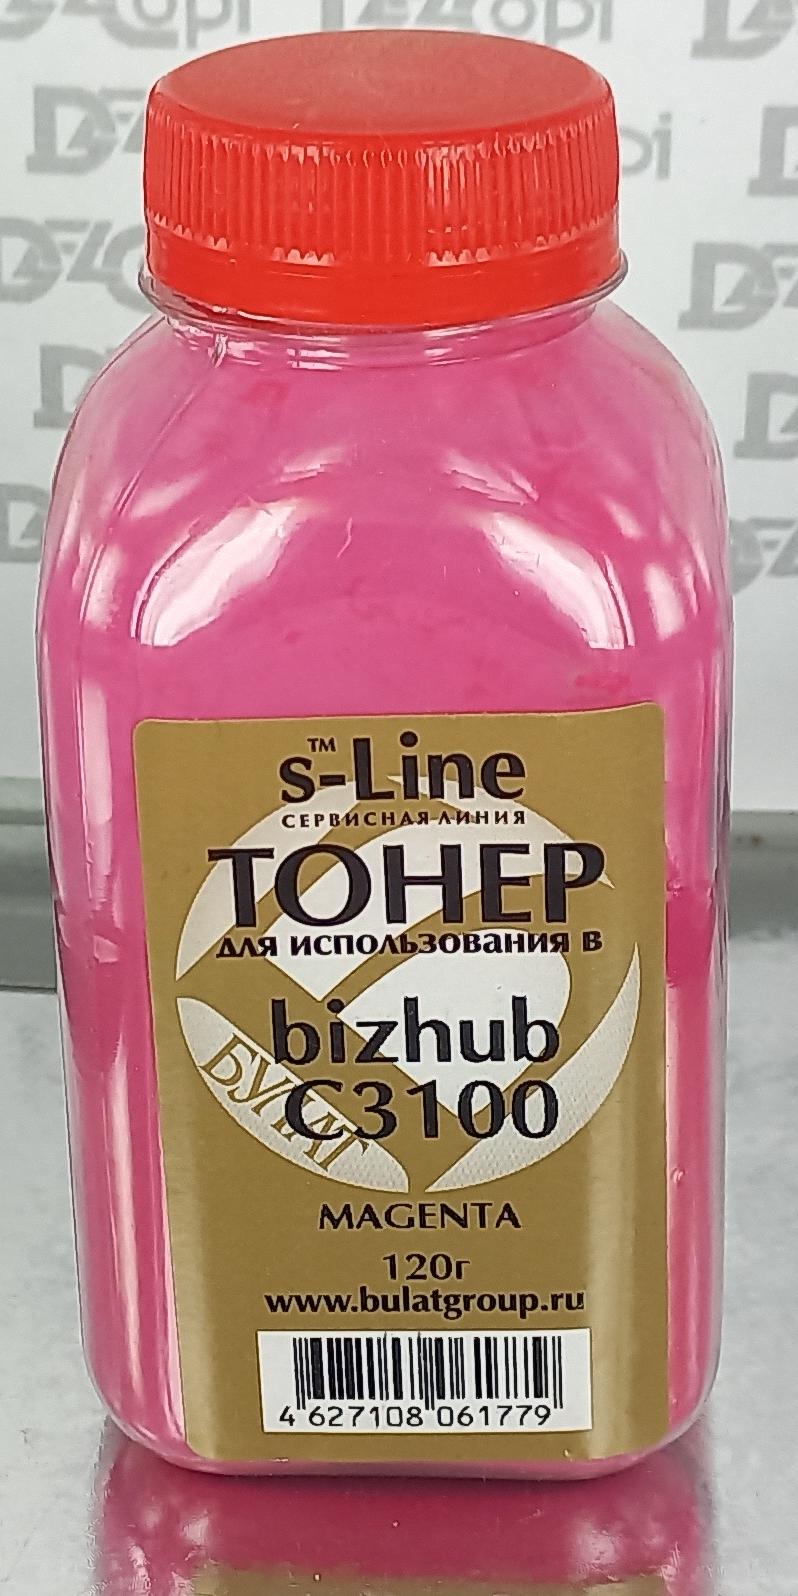 ™
s-Line
СЕРВИСНАЯ ЛИНИЯ
ТОНЕР
для использования в
bizhub
БУЛАТ
C3100
MAGENTA
120г
www.bulatgroup.ru
4 627108 061779